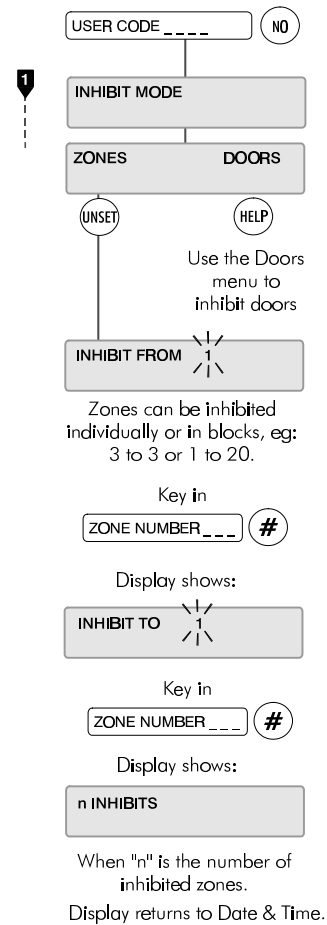 USER CODE _ _ _ _ NO
1
INHIBIT MODE
ZONES DOORS
UNSET HELP
Use the Doors
menu to
inhibit doors
INHIBIT FROM 1
Zones can be inhibited
individually or in blocks, eg:
3 to 3 or 1 to 20.
Key in
ZONE NUMBER _ _ _ #
Display shows:
INHIBIT TO 1
Key in
ZONE NUMBER _ _ _ #
Display shows:
n INHIBITS
When "n" is the number of
inhibited zones.
Display returns to Date & Time.